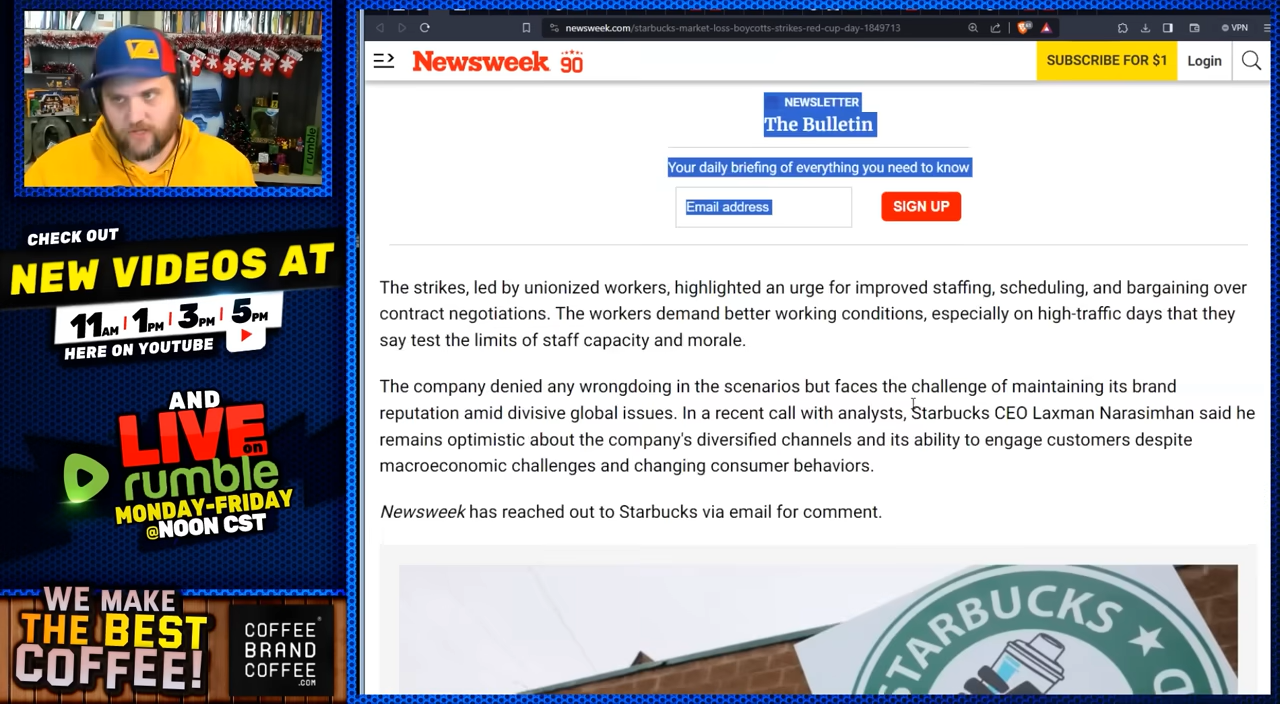 newsweek.com/starbucks-market-loss-boycotts-strikes-red-cup-day-1849713
VPN
Newsweek 90
SUBSCRIBE FOR $1
Login
NEWSLETTER
The Bulletin
Your daily briefing of everything you need to know
Email address
SIGN UP
The strikes, led by unionized workers, highlighted an urge for improved staffing, scheduling, and bargaining over
contract negotiations. The workers demand better working conditions, especially on high-traffic days that they
say test the limits of staff capacity and morale.
The company denied any wrongdoing in the scenarios but faces the challenge of maintaining its brand
reputation amid divisive global issues. In a recent call with analysts, Starbucks CEO Laxman Narasimhan said he
remains optimistic about the company's diversified channels and its ability to engage customers despite
macroeconomic challenges and changing consumer behaviors.
Newsweek has reached out to Starbucks via email for comment.
STARBUCKS
D
rumble
CHECK OUT
NEW VIDEOS AT
11AM | 1PM | 3PM | 5PM
HERE ON YOUTUBE
AND
LIVE on
rumble
MONDAY-FRIDAY
@NOON CST
WE MAKE
THE BEST
COFFEE!
COFFEE
BRAND
COFFEE
.COM